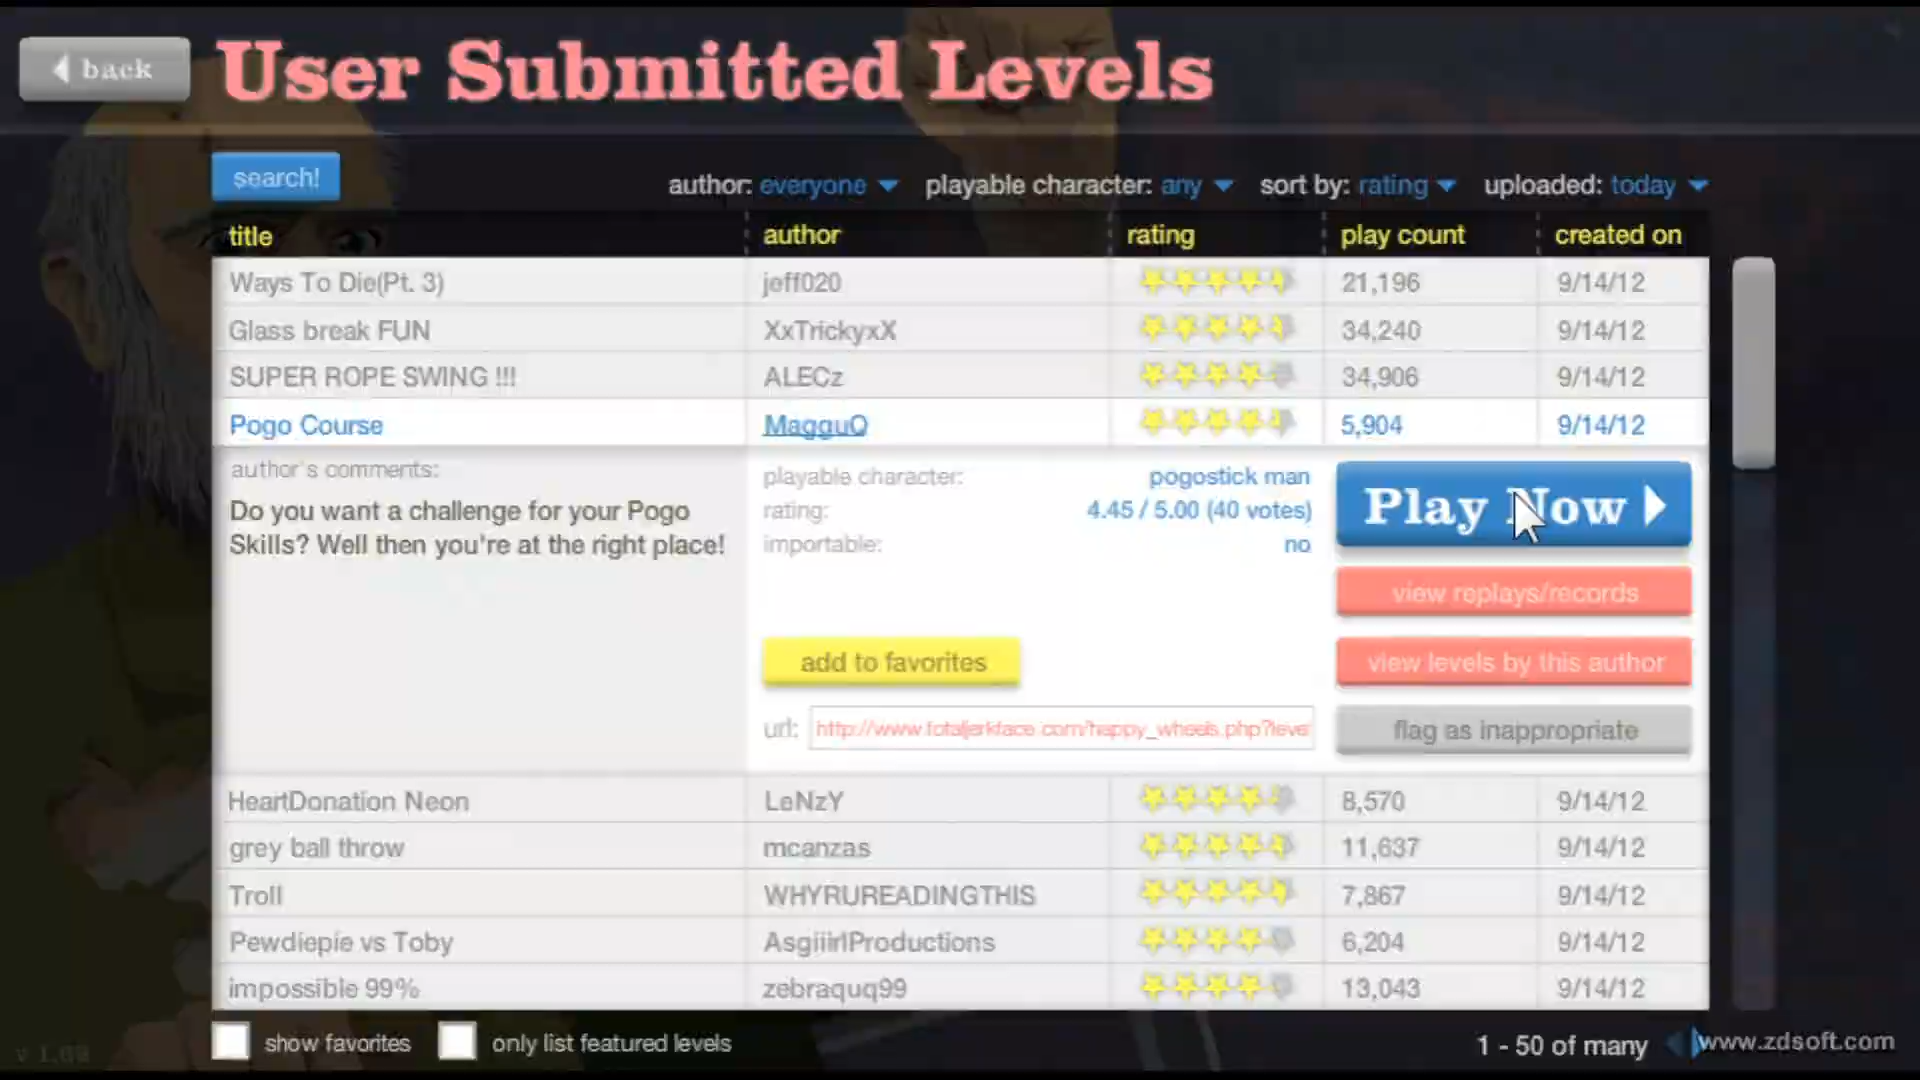 back
User Submitted Levels
search!
author: everyone playable character: any sort by: rating uploaded: today
title author rating play count created on
Ways To Die(Pt. 3) jeff020 21,196 9/14/12
Glass break FUN XxTrickyxX 34,240 9/14/12
SUPER ROPE SWING !!! ALECz 34,906 9/14/12
Pogo Course MagguQ 5,904 9/14/12
author's comments:
Do you want a challenge for your Pogo
Skills? Well then you're at the right place!
playable character: pogostick man
rating: 4.45 / 5.00 (40 votes)
importable: no
Play Now
view replays/records
add to favorites
view levels by this author
url: http://www.totaljerkface.com/happy_wheels.php?leve
flag as inappropriate
HeartDonation Neon LeNzY 8,570 9/14/12
grey ball throw mcanzas 11,637 9/14/12
Troll WHYRUREADINGTHIS 7,867 9/14/12
Pewdiepie vs Toby AsgiiirlProductions 6,204 9/14/12
impossible 99% zebraquq99 13,043 9/14/12
show favorites only list featured levels
1 - 50 of many
www.zdsoft.com